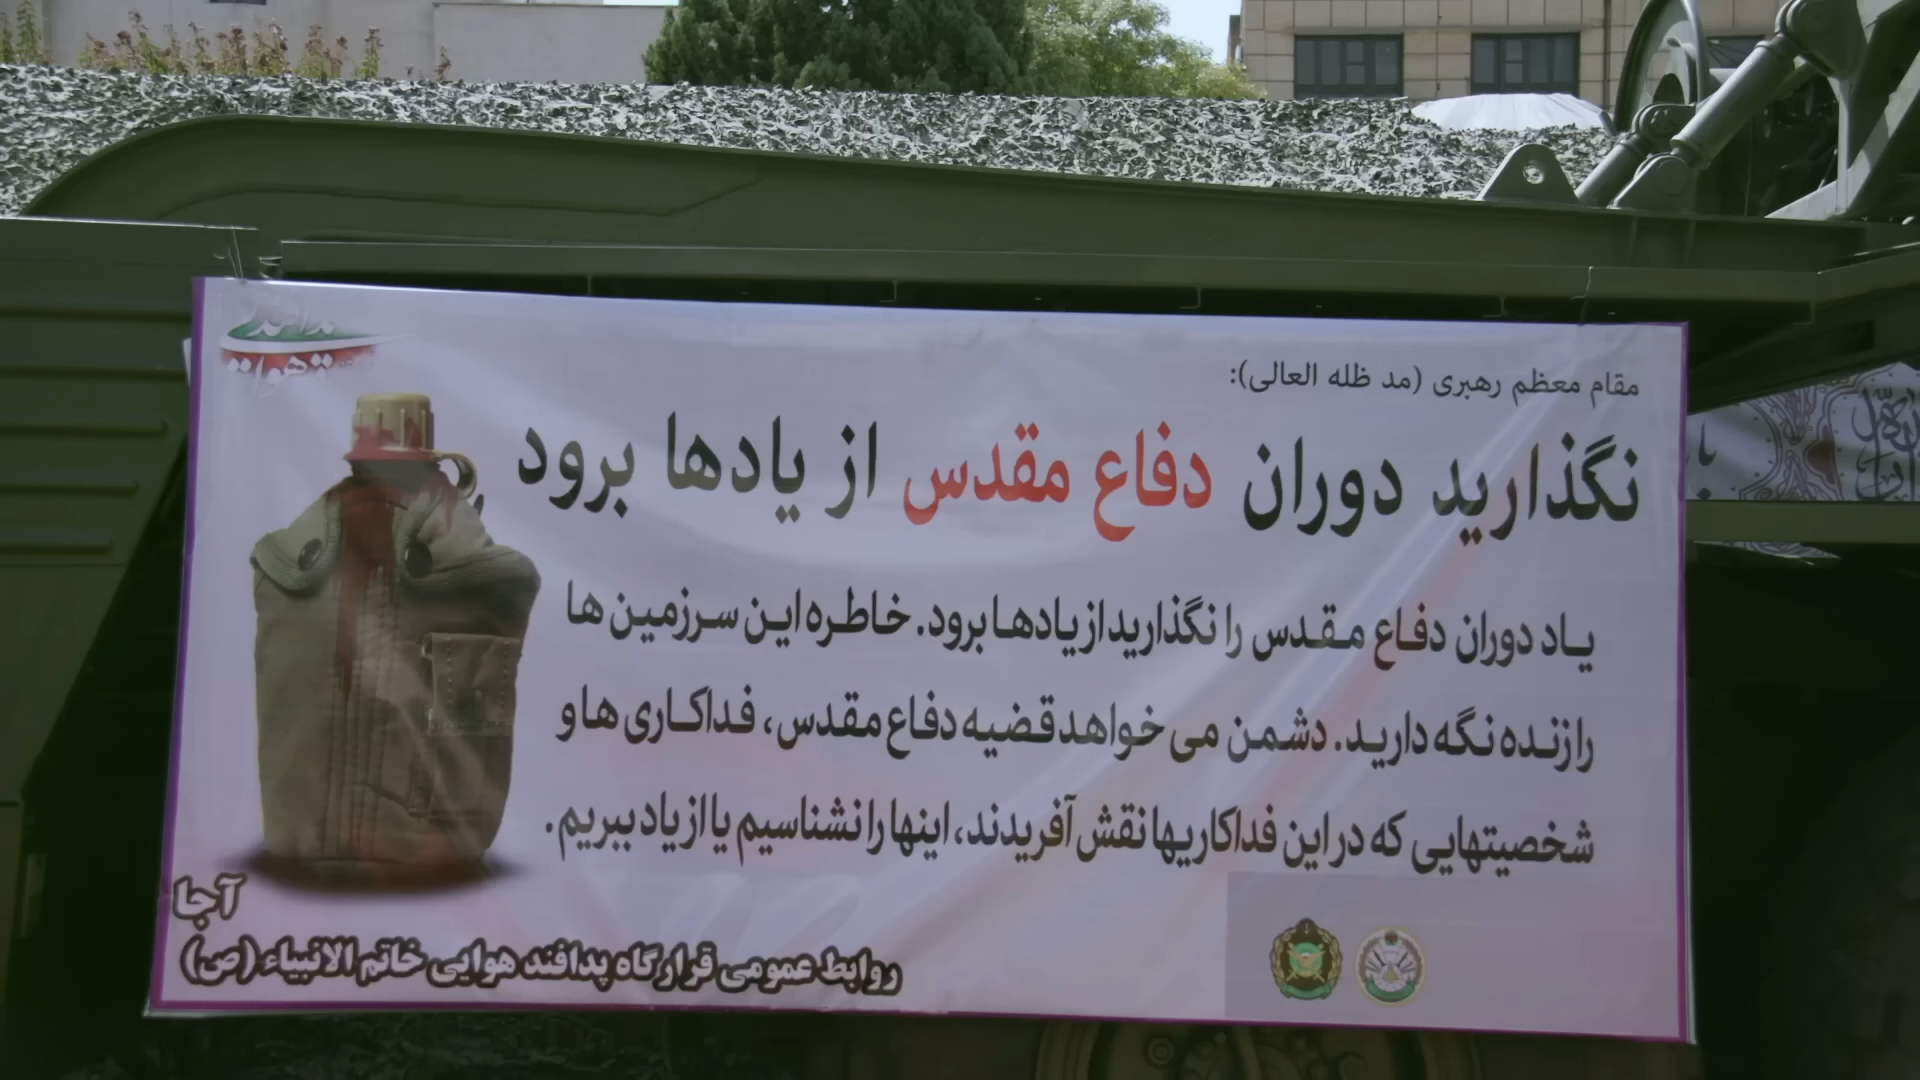 پدافند
هوایی
مقام معظم رهبری (مد ظله العالی):
نگذارید دوران دفاع مقدس از یادها برود
یاد دوران دفاع مقدس را نگذارید از یادها برود. خاطره این سرزمین ها
را زنده نگه دارید. دشمن می خواهد قضیه دفاع مقدس، فداکاری ها و
شخصیتهایی که در این فداکاریها نقش آفریدند، اینها را نشناسیم یا از یاد ببریم.
روابط عمومی قرارگاه پدافند هوایی خاتم الانبیاء (ص)
آجا